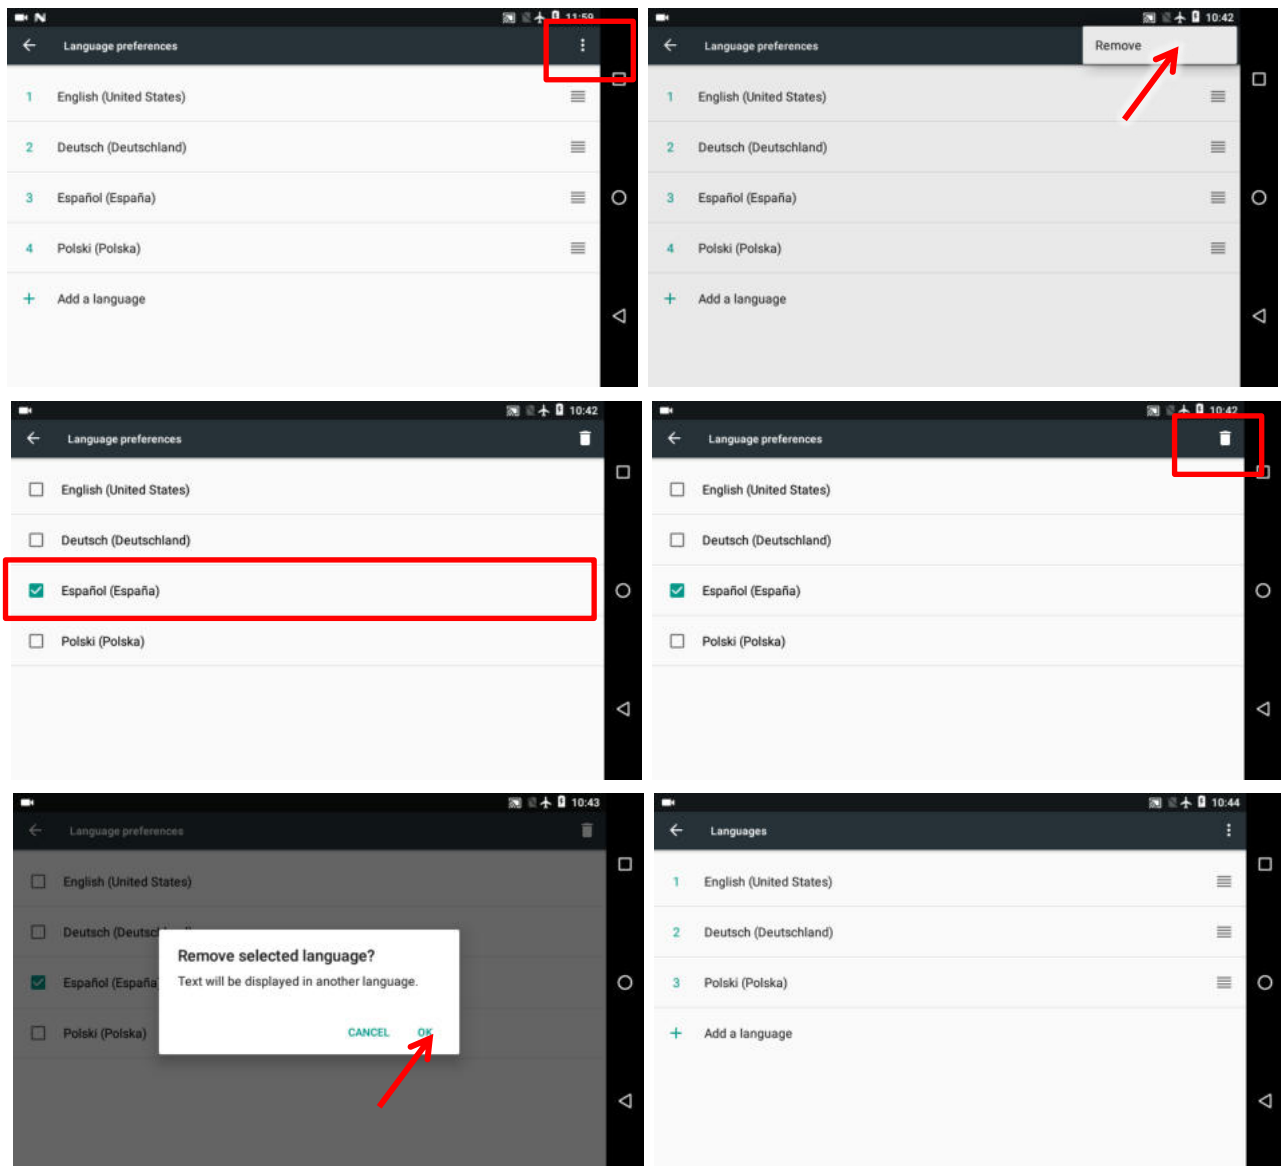 11:59
Language preferences
1 English (United States)
2 Deutsch (Deutschland)
3 Español (España)
4 Polski (Polska)
+ Add a language
10:42
Language preferences
Remove
1 English (United States)
2 Deutsch (Deutschland)
3 Español (España)
4 Polski (Polska)
+ Add a language
10:42
Language preferences
English (United States)
Deutsch (Deutschland)
Español (España)
Polski (Polska)
10:42
Language preferences
English (United States)
Deutsch (Deutschland)
Español (España)
Polski (Polska)
10:43
Language preferences
English (United States)
Deutsch (Deutsc
Español (España
Polski (Polska)
Remove selected language?
Text will be displayed in another language.
CANCEL OK
10:44
Languages
1 English (United States)
2 Deutsch (Deutschland)
3 Polski (Polska)
+ Add a language